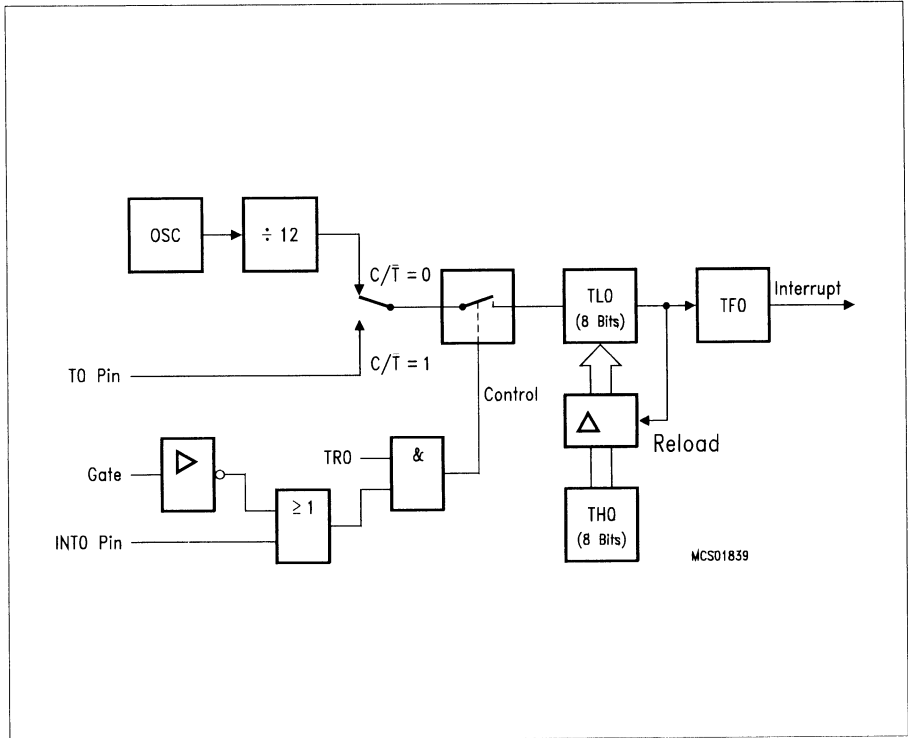 OSC
÷ 12
C/T̅ = 0
TL0
(8 Bits)
TF0
Interrupt
T0 Pin
C/T̅ = 1
Control
Gate
TR0
&
Reload
≥ 1
INT0 Pin
TH0
(8 Bits)
MCS01839